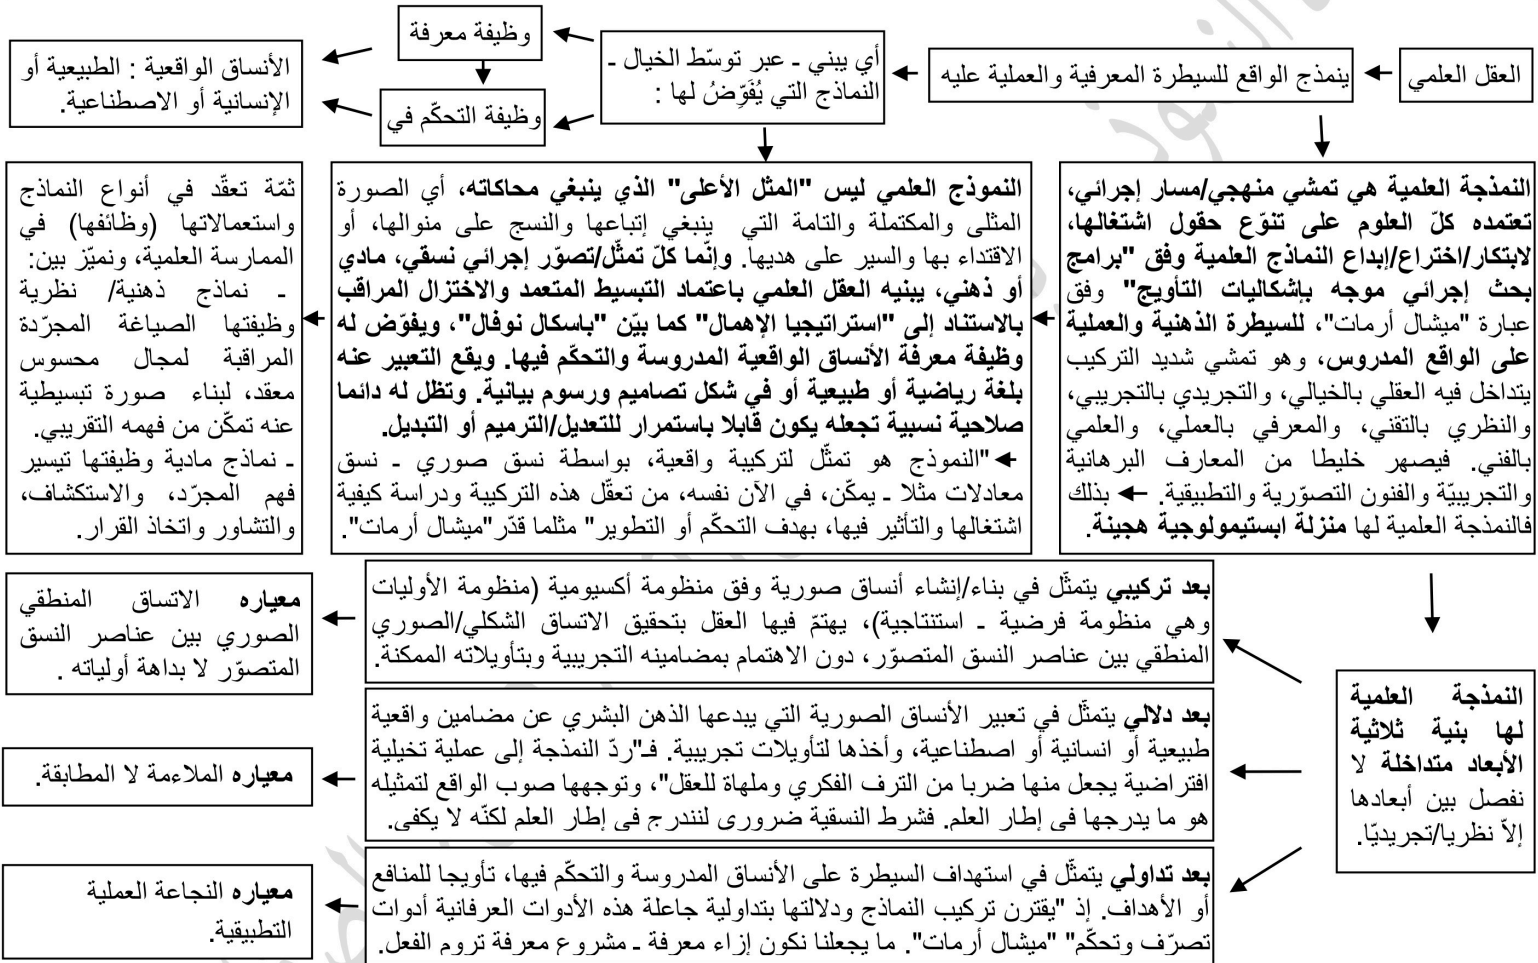 العقل العلمي
ينمذج الواقع للسيطرة المعرفية والعملية عليه
أي يبني ـ عبر توسّط الخيال ـ
النماذج التي يُفَوِّضُ لها :
وظيفة معرفة
وظيفة التحكّم في
الأنساق الواقعية : الطبيعية أو
الإنسانية أو الاصطناعية.
النمذجة العلمية هي تمشي منهجي/مسار إجرائي،
تعتمده كلّ العلوم على تنوّع حقول اشتغالها،
لابتكار/اختراع/إبداع النماذج العلمية وفق "برامج
بحث إجرائي موجه بإشكاليات التأويج" وفق
عبارة "ميشال أرمات"، للسيطرة الذهنية والعملية
على الواقع المدروس، وهو تمشي شديد التركيب
يتداخل فيه العقلي بالخيالي، والتجريدي بالتجريبي،
والنظري بالتقني، والمعرفي بالعملي، والعلمي
بالفني. فيصهر خليطا من المعارف البرهانية
والتجريبيّة والفنون التصوّرية والتطبيقية. ← بذلك
فالنمذجة العلمية لها منزلة ابستيمولوجية هجينة.
النموذج العلمي ليس "المثل الأعلى" الذي ينبغي محاكاته، أي الصورة
المثلى والمكتملة والتامة التي ينبغي إتباعها والنسج على منوالها، أو
الاقتداء بها والسير على هديها. وإنّما كلّ تمثّل/تصوّر إجرائي نسقي، مادي
أو ذهني، يبنيه العقل العلمي باعتماد التبسيط المتعمد والاختزال المراقب
بالاستناد إلى "استراتيجيا الإهمال" كما بيّن "باسكال نوفال"، ويفوّض له
وظيفة معرفة الأنساق الواقعية المدروسة والتحكّم فيها. ويقع التعبير عنه
بلغة رياضية أو طبيعية أو في شكل تصاميم ورسوم بيانية. وتظل له دائما
صلاحية نسبية تجعله يكون قابلا باستمرار للتعديل/الترميم أو التبديل.
← "النموذج هو تمثّل لتركيبة واقعية، بواسطة نسق صوري ـ نسق
معادلات مثلا ـ يمكّن، في الآن نفسه، من تعقّل هذه التركيبة ودراسة كيفية
اشتغالها والتأثير فيها، بهدف التحكّم أو التطوير" مثلما قدّر"ميشال أرمات".
ثمّة تعقّد في أنواع النماذج
واستعمالاتها (وظائفها) في
الممارسة العلمية، ونميّز بين:
ـ نماذج ذهنية/ نظرية
وظيفتها الصياغة المجرّدة
المراقبة لمجال محسوس
معقد، لبناء صورة تبسيطية
عنه تمكّن من فهمه التقريبي.
ـ نماذج مادية وظيفتها تيسير
فهم المجرّد، والاستكشاف،
والتشاور واتخاذ القرار.
النمذجة العلمية
لها بنية ثلاثية
الأبعاد متداخلة لا
نفصل بين أبعادها
إلاّ نظريا/تجريديّا.
بعد تركيبي يتمثّل في بناء/إنشاء أنساق صورية وفق منظومة أكسيومية (منظومة الأوليات
وهي منظومة فرضية ـ استنتاجية)، يهتمّ فيها العقل بتحقيق الاتساق الشكلي/الصوري
المنطقي بين عناصر النسق المتصوّر، دون الاهتمام بمضامينه التجريبية وبتأويلاته الممكنة.
معياره الاتساق المنطقي
الصوري بين عناصر النسق
المتصوّر لا بداهة أولياته .
بعد دلالي يتمثّل في تعبير الأنساق الصورية التي يبدعها الذهن البشري عن مضامين واقعية
طبيعية أو انسانية أو اصطناعية، وأخذها لتأويلات تجريبية. فـ"ردّ النمذجة إلى عملية تخيلية
افتراضية يجعل منها ضربا من الترف الفكري وملهاة للعقل"، وتوجهها صوب الواقع لتمثيله
هو ما يدرجها في إطار العلم. فشرط النسقية ضروري لتندرج في إطار العلم لكنّه لا يكفي.
معياره الملاءمة لا المطابقة.
بعد تداولي يتمثّل في استهداف السيطرة على الأنساق المدروسة والتحكّم فيها، تأويجا للمنافع
أو الأهداف. إذ "يقترن تركيب النماذج ودلالتها بتداولية جاعلة هذه الأدوات العرفانية أدوات
تصرّف وتحكّم" "ميشال أرمات". ما يجعلنا نكون إزاء معرفة ـ مشروع معرفة تروم الفعل.
معياره النجاعة العملية
التطبيقية.